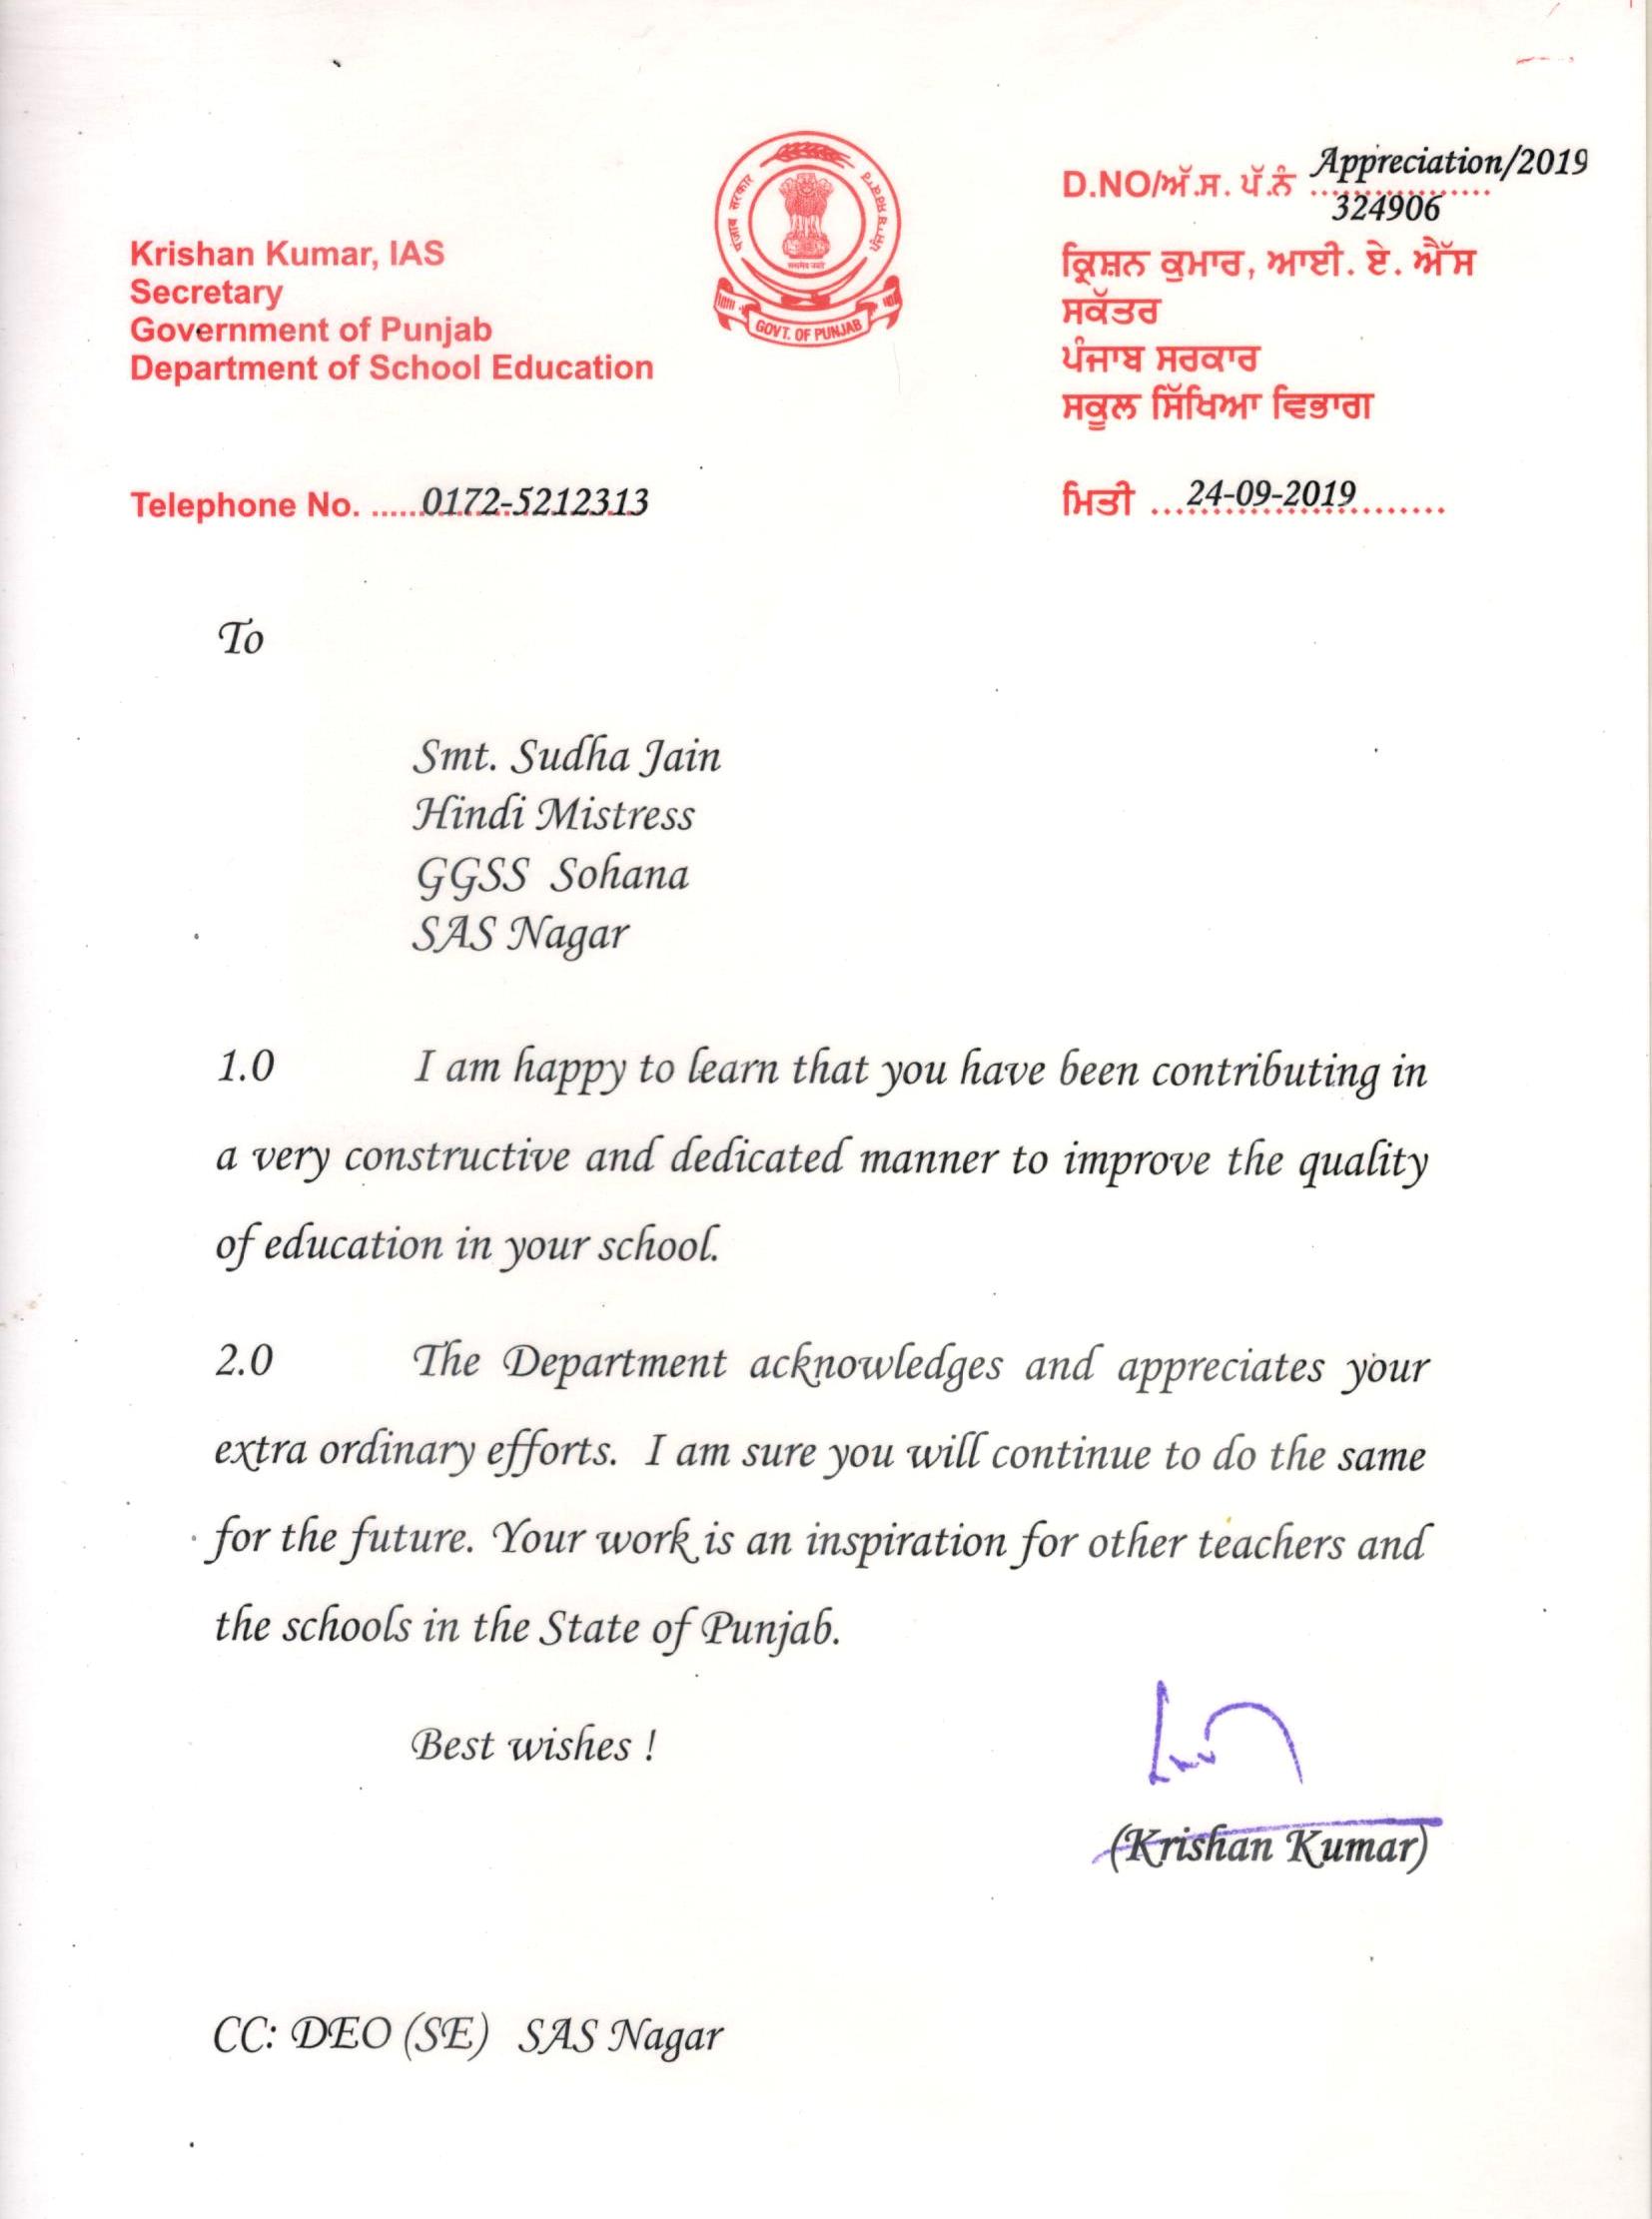 D.NO/ਅੱ.ਸ. ਪੱ.ਨੰ Appreciation/2019
324906
Krishan Kumar, IAS
Secretary
Government of Punjab
Department of School Education
ਪੰਜਾਬ ਸਰਕਾਰ
GOVT. OF PUNJAB
ਕ੍ਰਿਸ਼ਨ ਕੁਮਾਰ, ਆਈ. ਏ. ਐੱਸ
ਸਕੱਤਰ
ਪੰਜਾਬ ਸਰਕਾਰ
ਸਕੂਲ ਸਿੱਖਿਆ ਵਿਭਾਗ
Telephone No. ......0172-5212313
ਮਿਤੀ ...24-09-2019........
To
Smt. Sudha Jain
Hindi Mistress
GGSS Sohana
SAS Nagar
1.0 I am happy to learn that you have been contributing in
a very constructive and dedicated manner to improve the quality
of education in your school.
2.0 The Department acknowledges and appreciates your
extra ordinary efforts. I am sure you will continue to do the same
for the future. Your work is an inspiration for other teachers and
the schools in the State of Punjab.
Best wishes !
(Krishan Kumar)
CC: DEO (SE) SAS Nagar